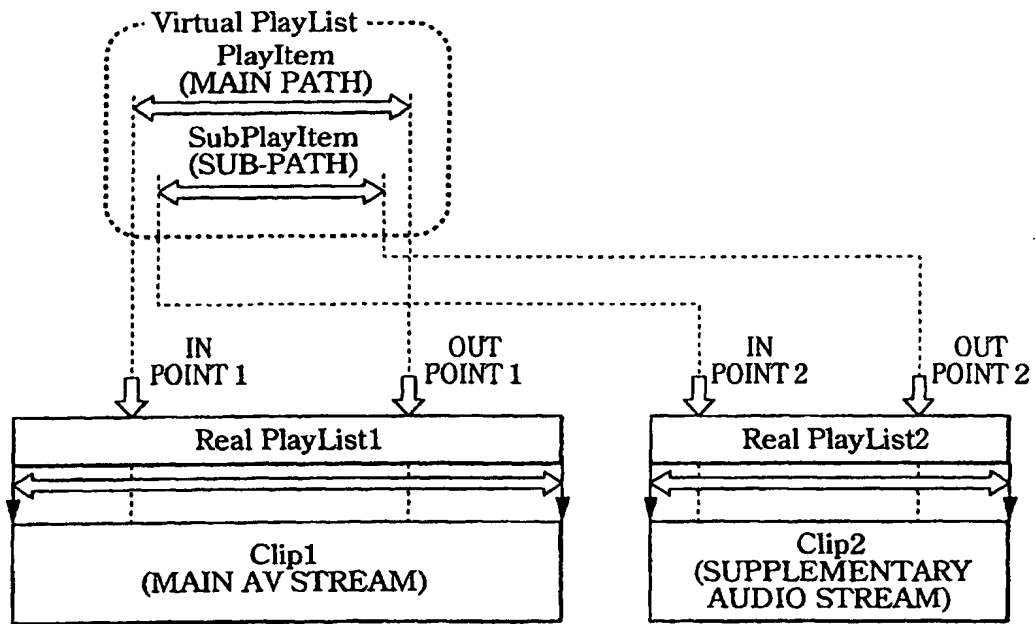 Virtual PlayList
PlayItem
(MAIN PATH)
SubPlayItem
(SUB-PATH)
IN
POINT 1
OUT
POINT 1
IN
POINT 2
OUT
POINT 2
Real PlayList1
Real PlayList2
Clip1
(MAIN AV STREAM)
Clip2
(SUPPLEMENTARY
AUDIO STREAM)